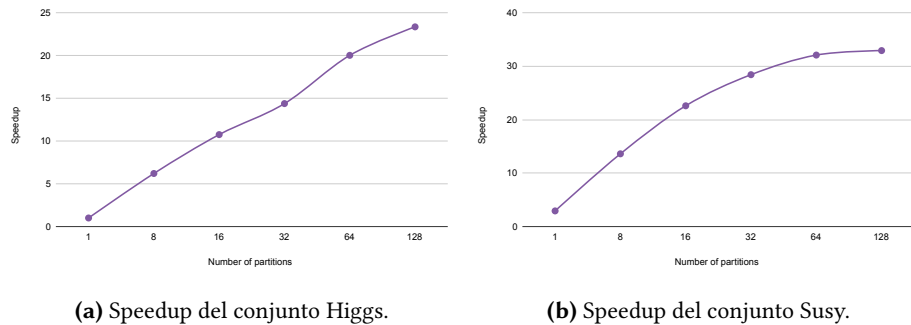 25
20
15
10
5
0
Speedup
1 8 16 32 64 128
Number of partitions
(a) Speedup del conjunto Higgs.
40
30
20
10
0
Speedup
1 8 16 32 64 128
Number of partitions
(b) Speedup del conjunto Susy.